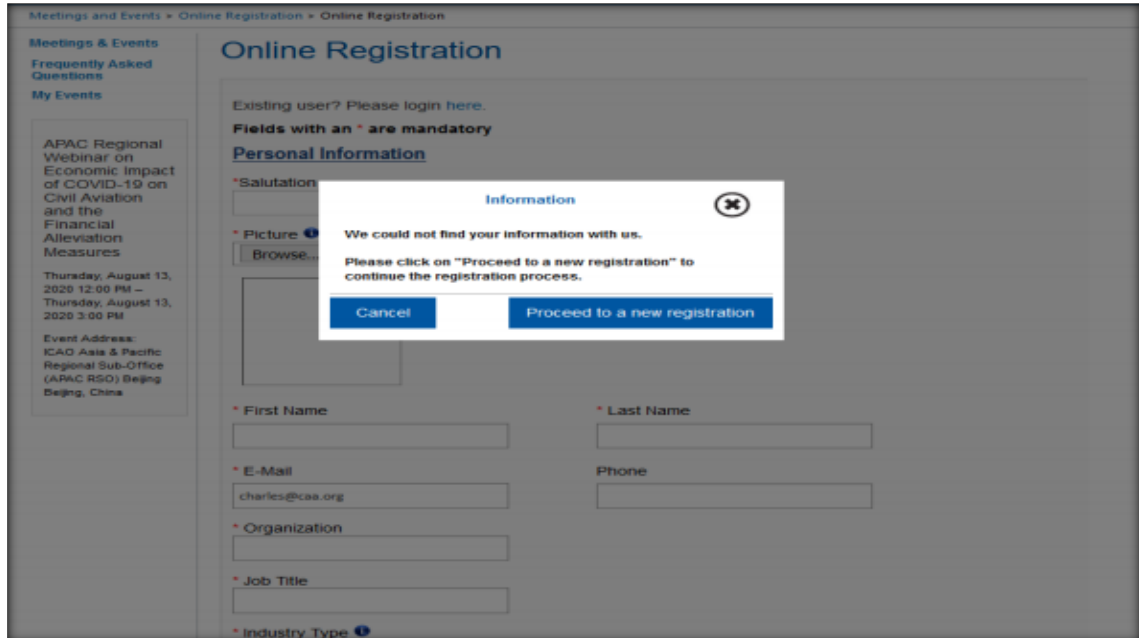 Meetings and Events » Online Registration » Online Registration
Meetings & Events
Frequently Asked
Questions
My Events
APAC Regional
Webinar on
Economic Impact
of COVID-19 on
Civil Aviation
and the
Financial
Alleviation
Measures
Thursday, August 13,
2020 12:00 PM –
Thursday, August 13,
2020 3:00 PM
Event Address:
ICAO Asia & Pacific
Regional Sub-Office
(APAC RSO) Beijing
Beijing, China
Online Registration
Existing user? Please login here.
Fields with an * are mandatory
Personal Information
*Salutation
* Picture
Browse...
Information
We could not find your information with us.
Please click on "Proceed to a new registration" to
continue the registration process.
Cancel Proceed to a new registration
* First Name * Last Name
* E-Mail Phone
charles@caa.org
* Organization
* Job Title
* Industry Type